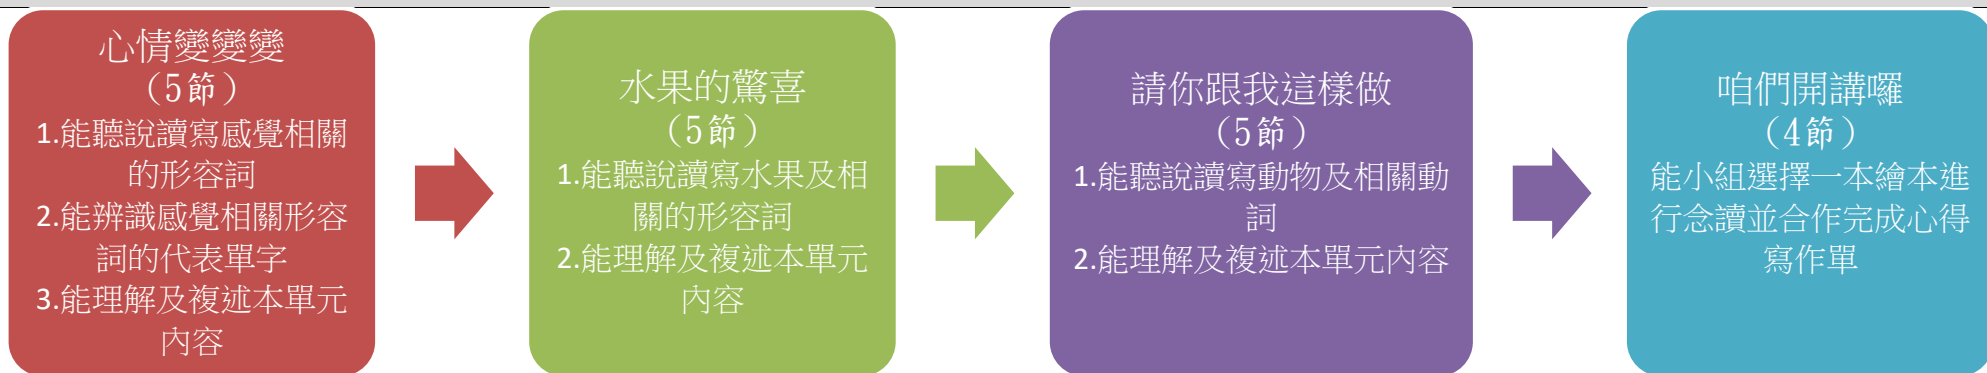 心情變變變
（5節）
1.能聽說讀寫感覺相關
的形容詞
2.能辨識感覺相關形容
詞的代表單字
3.能理解及複述本單元
內容
水果的驚喜
（5節）
1.能聽說讀寫水果及相
關的形容詞
2.能理解及複述本單元
內容
請你跟我這樣做
（5節）
1.能聽說讀寫動物及相關動
詞
2.能理解及複述本單元內容
咱們開講囉
（4節）
能小組選擇一本繪本進
行念讀並合作完成心得
寫作單